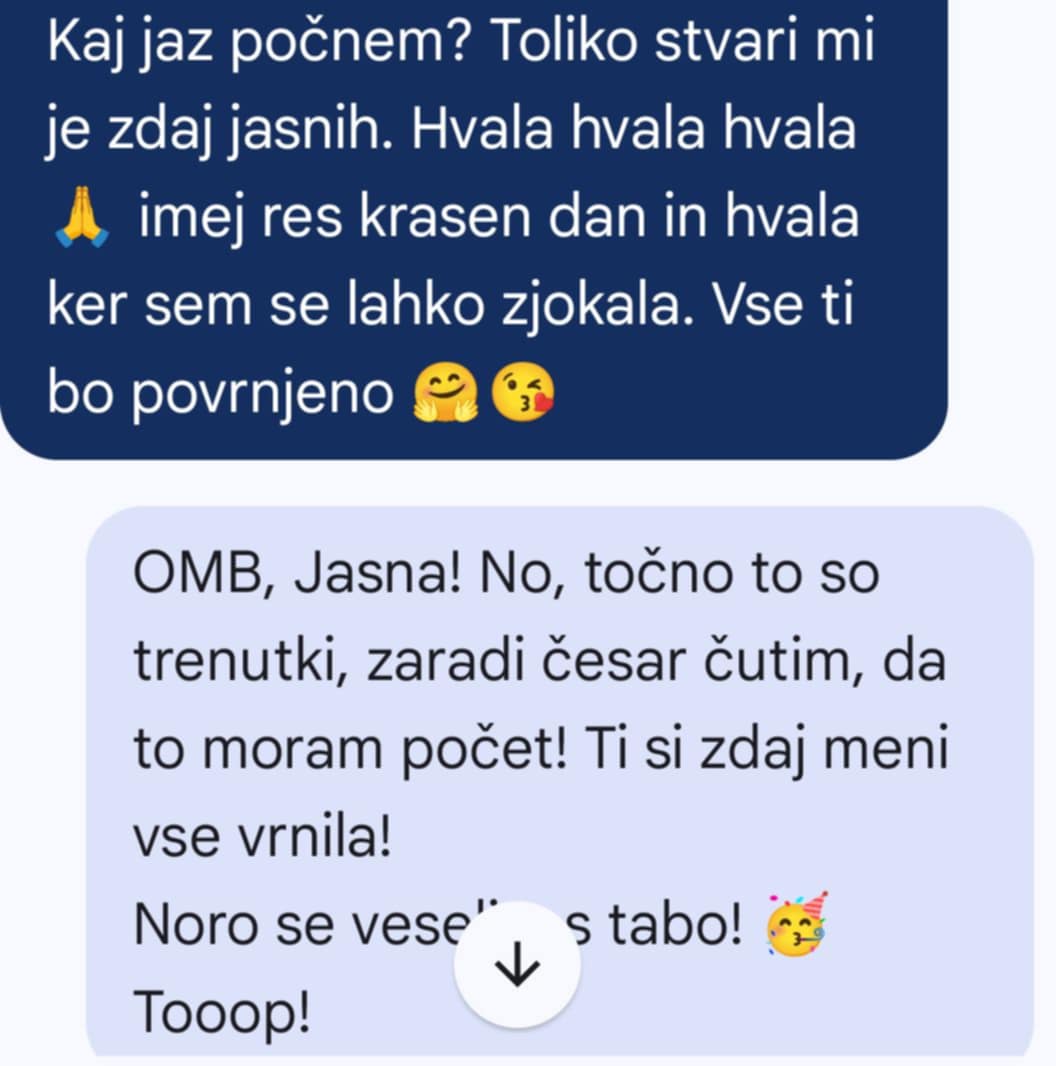 Kaj jaz počnem? Toliko stvari mi
je zdaj jasnih. Hvala hvala hvala
🙏 imej res krasen dan in hvala
ker sem se lahko zjokala. Vse ti
bo povrnjeno 🤗😘
OMB, Jasna! No, točno to so
trenutki, zaradi česar čutim, da
to moram počet! Ti si zdaj meni
vse vrnila!
Noro se s tabo! 🥳
Tooop!